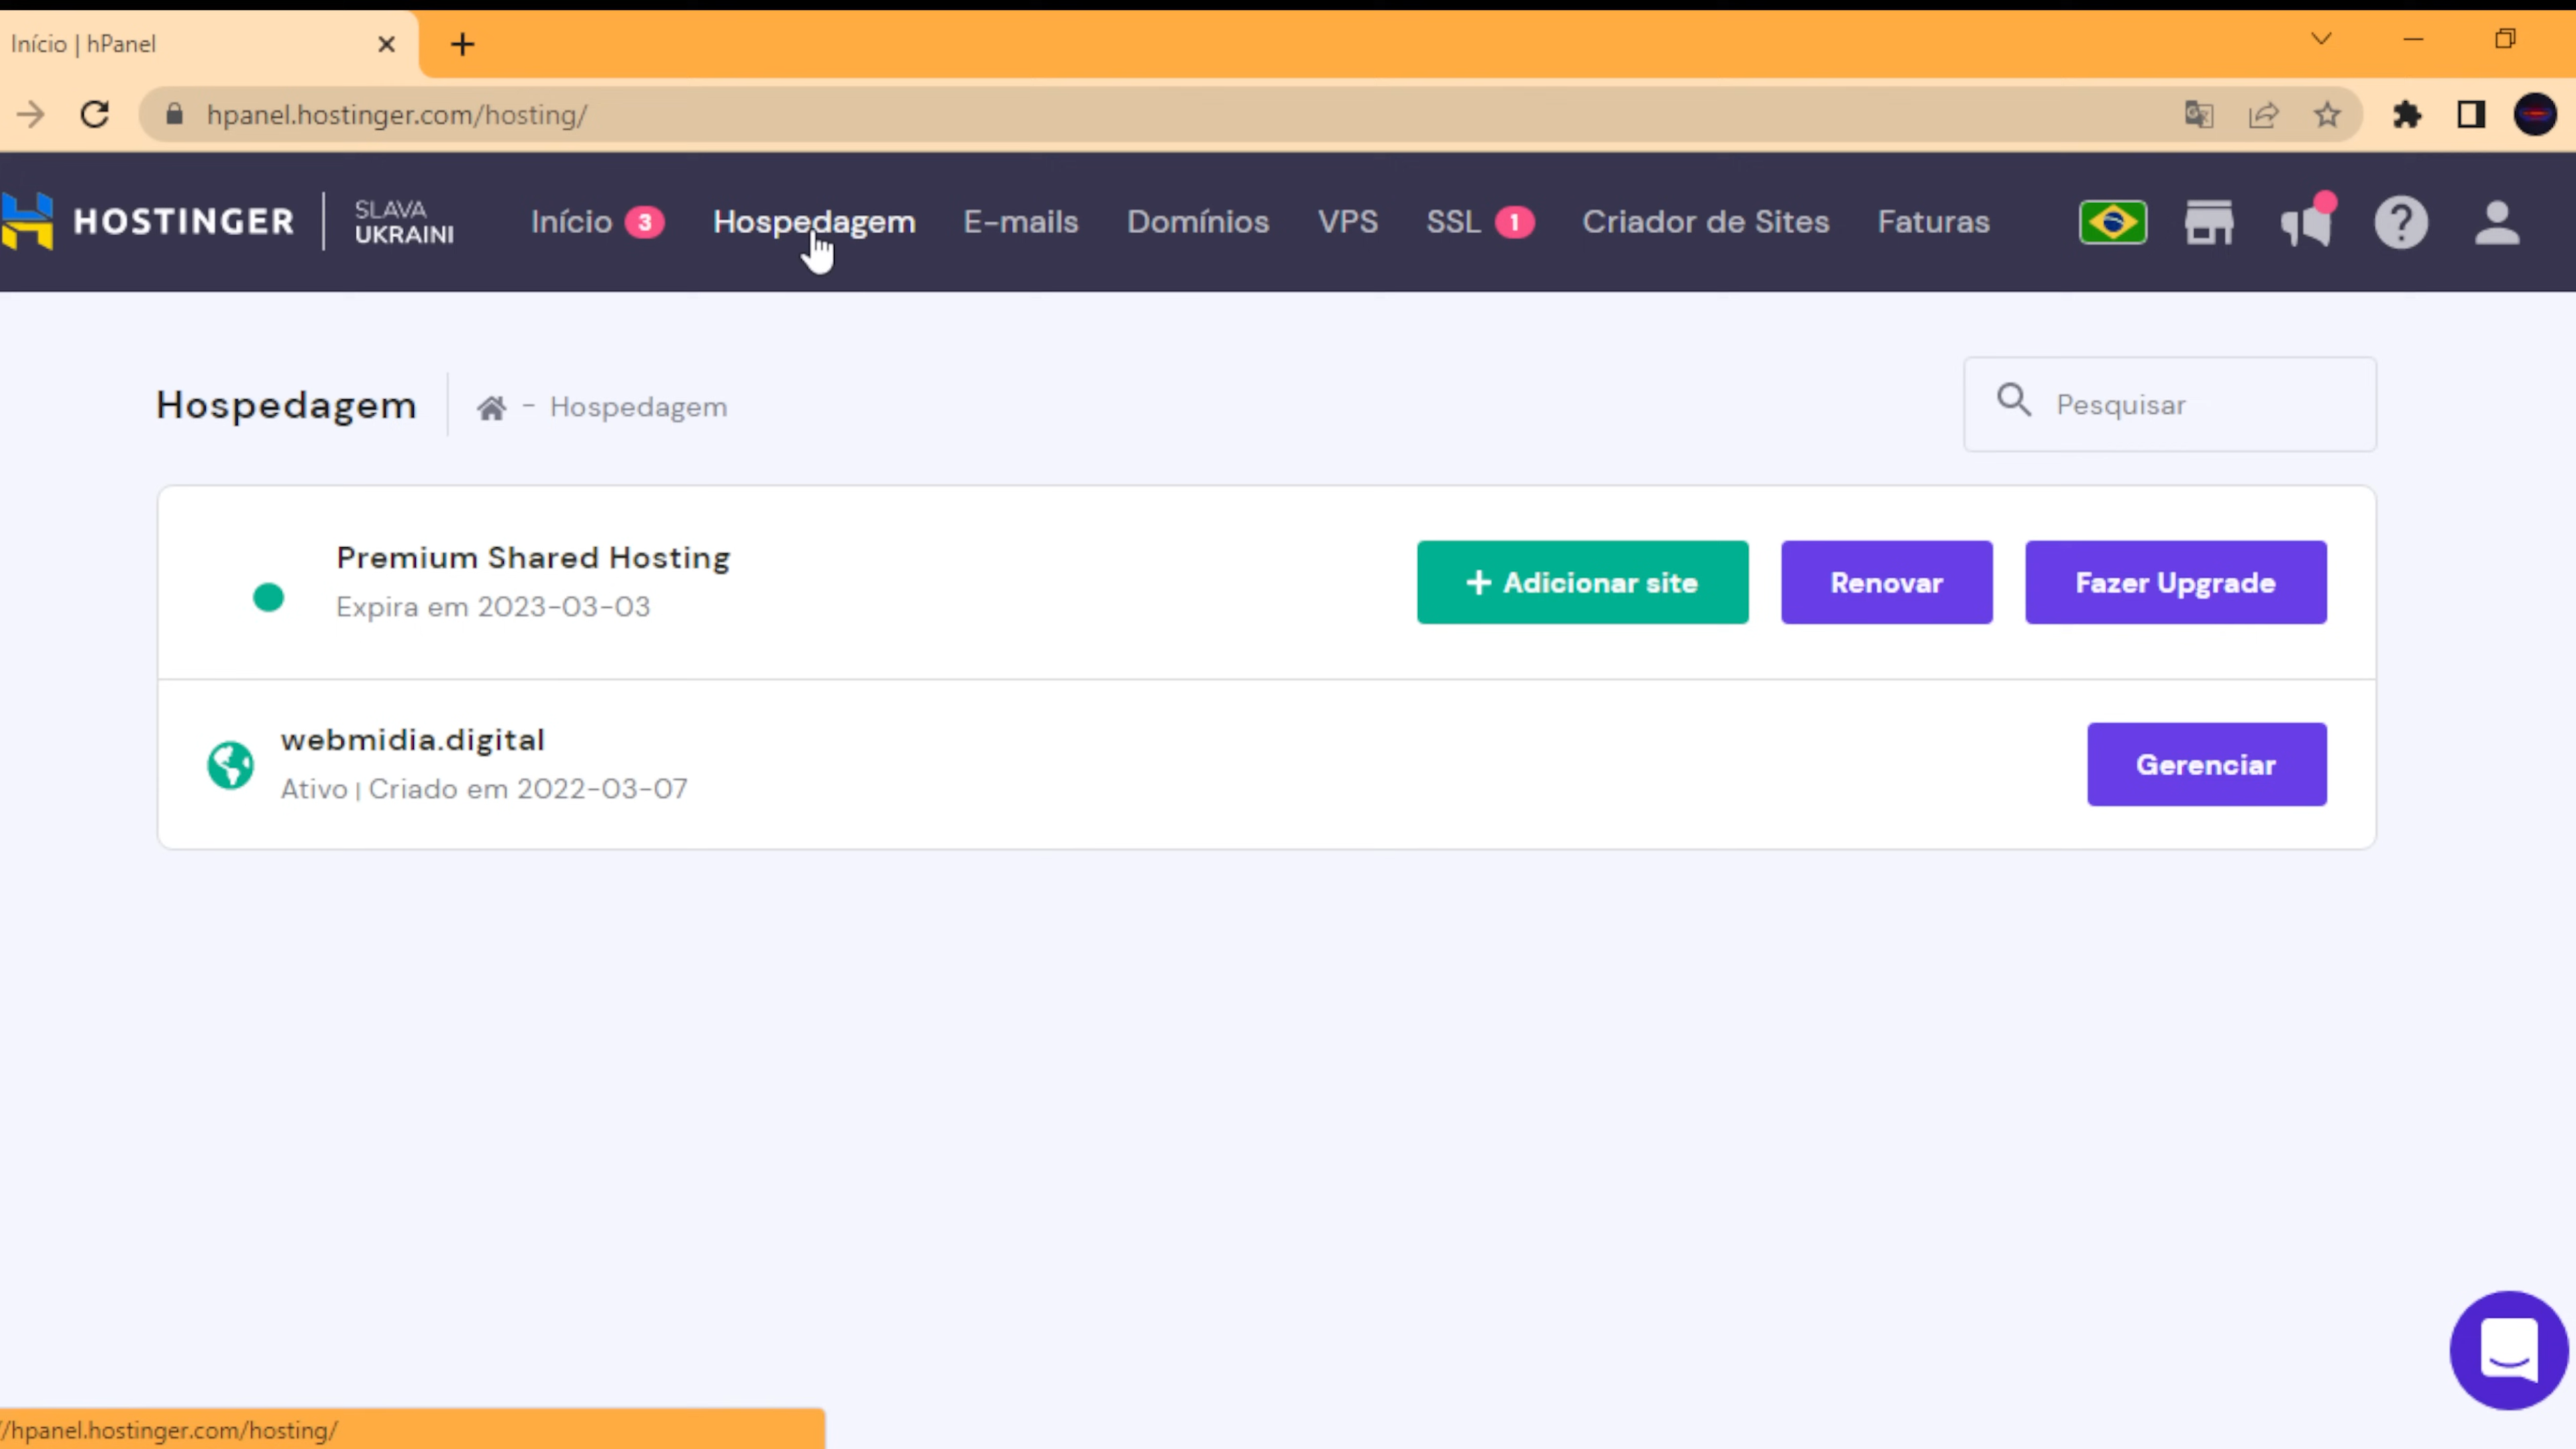 Início | hPanel
hpanel.hostinger.com/hosting/
HOSTINGER
SLAVA
UKRAINI
Início 3
Hospedagem
E-mails
Domínios
VPS
SSL 1
Criador de Sites
Faturas
Hospedagem
- Hospedagem
Pesquisar
Premium Shared Hosting
Expira em 2023-03-03
+ Adicionar site
Renovar
Fazer Upgrade
webmidia.digital
Ativo | Criado em 2022-03-07
Gerenciar
//hpanel.hostinger.com/hosting/